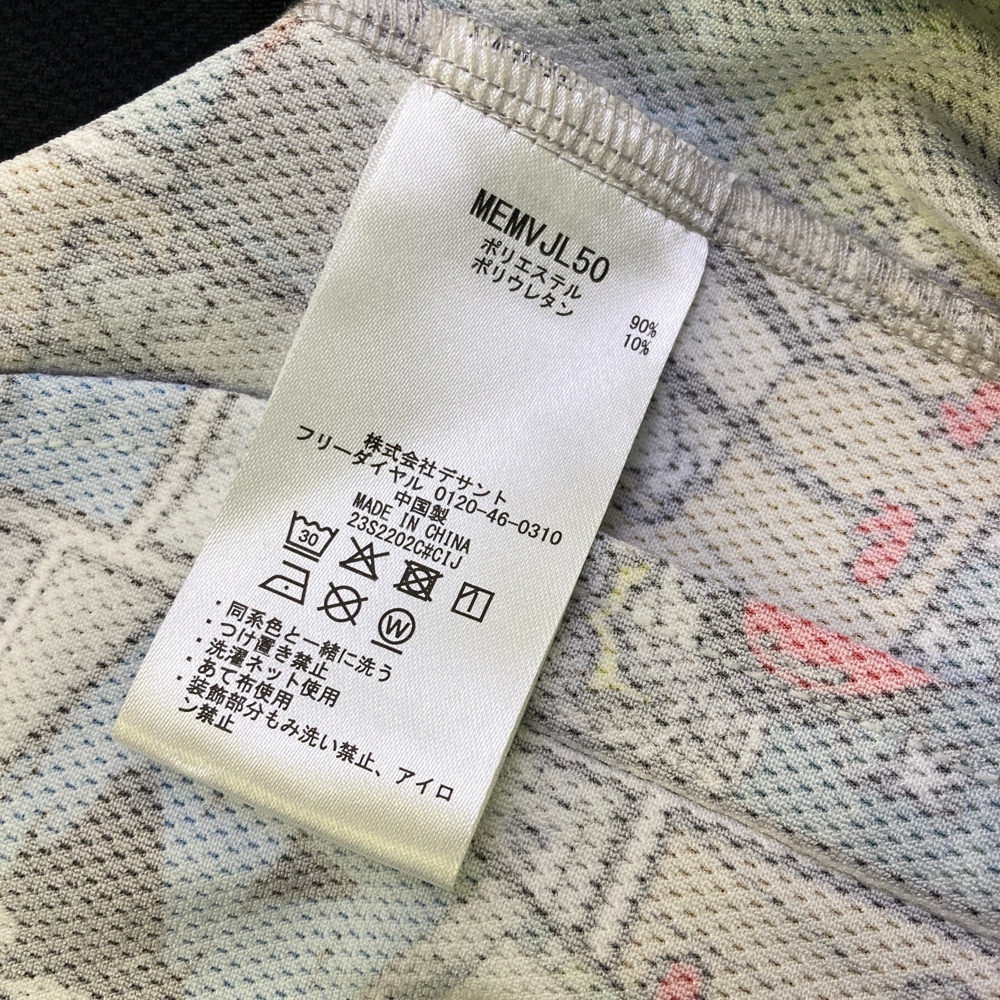 MEMVJL50
ポリエステル 90%
ポリウレタン 10%
株式会社デサント
フリーダイヤル 0120-46-0310
中国製
MADE IN CHINA
23S2202C#CIJ
30
W
・同系色と一緒に洗う
・つけ置き禁止
・洗濯ネット使用
・あて布使用
・装飾部分もみ洗い禁止、アイロ
ン禁止